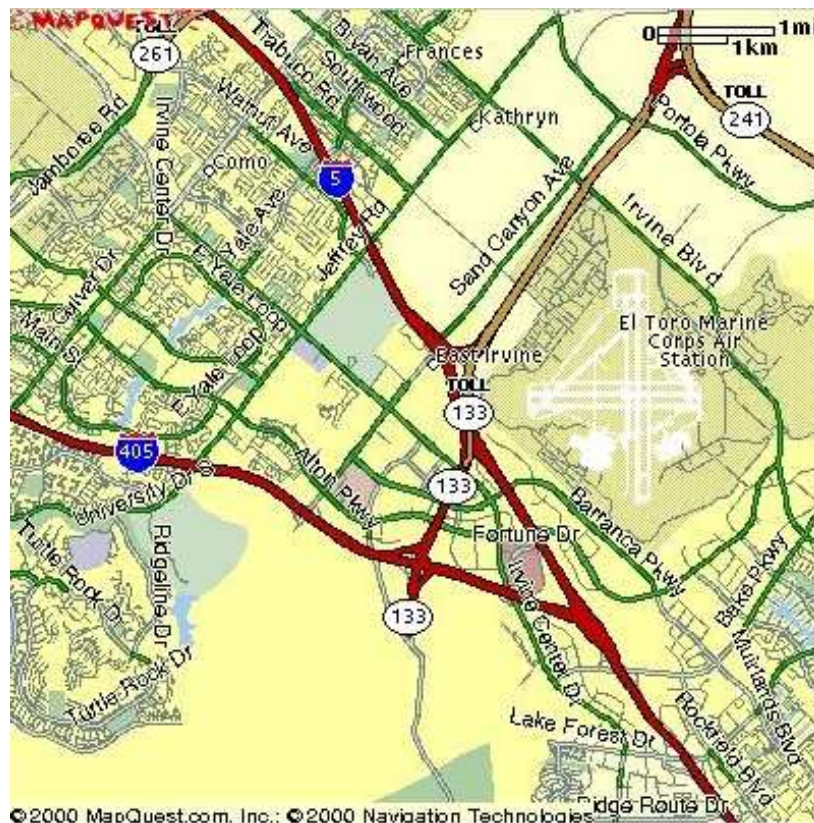 MAPQUEST
TOLL
261
0
1mi
1km
Bryan Ave
Frances
Trabuco Rd
Southwood
TOLL
241
Portola Pkwy
Kathryn
Jamboree Rd
Irvine Center Dr
Walnut Ave
Como
5
Sand Canyon Ave
Irvine Blvd
E Yale Ave
Jeffrey Rd
E Yale Loop
Culver Dr
Main St
El Toro Marine
Corps Air
Station
East Irvine
TOLL
133
E Yale Loop
405
Alton Pkwy
133
University Dr S
Barranca Pkwy
Fortune Dr
Turtle Rock Dr
Ridgeline Dr
Irvine Center Dr
Bake Pkwy
133
Muirlands Blvd
Turtle Rock Dr
Lake Forest Dr
Rockfield Blvd
Ridge Route Dr
©2000 MapQuest.com, Inc.; ©2000 Navigation Technologies